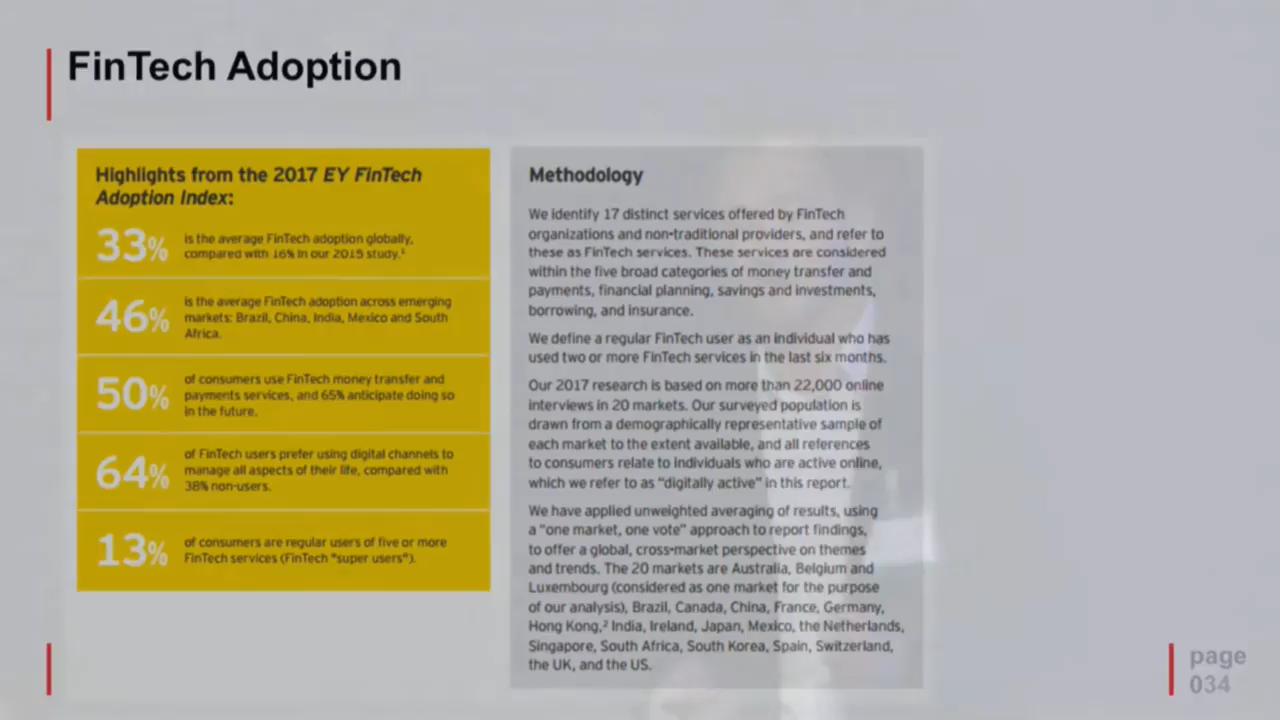 FinTech Adoption
Highlights from the 2017 EY FinTech
Adoption Index:
33%
is the average FinTech adoption globally,
compared with 16% in our 2015 study.¹
46%
is the average FinTech adoption across emerging
markets: Brazil, China, India, Mexico and South
Africa.
50%
of consumers use FinTech money transfer and
payments services, and 65% anticipate doing so
in the future.
64%
of FinTech users prefer using digital channels to
manage all aspects of their life, compared with
38% non-users.
13%
of consumers are regular users of five or more
FinTech services (FinTech "super users").
Methodology
We identify 17 distinct services offered by FinTech
organizations and non-traditional providers, and refer to
these as FinTech services. These services are considered
within the five broad categories of money transfer and
payments, financial planning, savings and investments,
borrowing, and insurance.
We define a regular FinTech user as an individual who has
used two or more FinTech services in the last six months.
Our 2017 research is based on more than 22,000 online
interviews in 20 markets. Our surveyed population is
drawn from a demographically representative sample of
each market to the extent available, and all references
to consumers relate to individuals who are active online,
which we refer to as "digitally active" in this report.
We have applied unweighted averaging of results, using
a "one market, one vote" approach to report findings,
to offer a global, cross-market perspective on themes
and trends. The 20 markets are Australia, Belgium and
Luxembourg (considered as one market for the purpose
of our analysis), Brazil, Canada, China, France, Germany,
Hong Kong,² India, Ireland, Japan, Mexico, the Netherlands,
Singapore, South Africa, South Korea, Spain, Switzerland,
the UK, and the US.
page
034